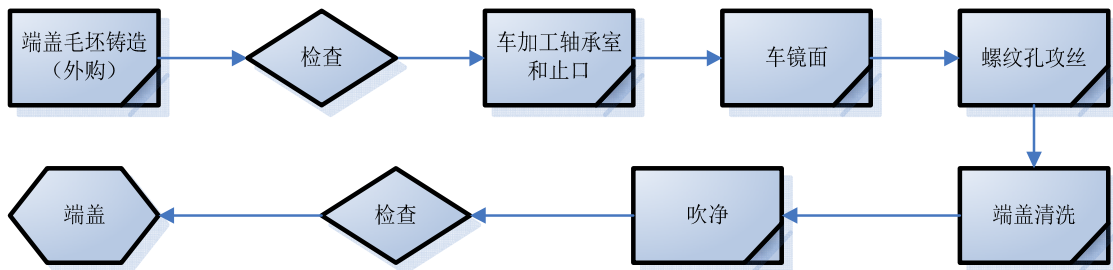 端盖毛坯铸造
（外购）
检查
车加工轴承室
和止口
车镜面
螺纹孔攻丝
端盖清洗
吹净
检查
端盖